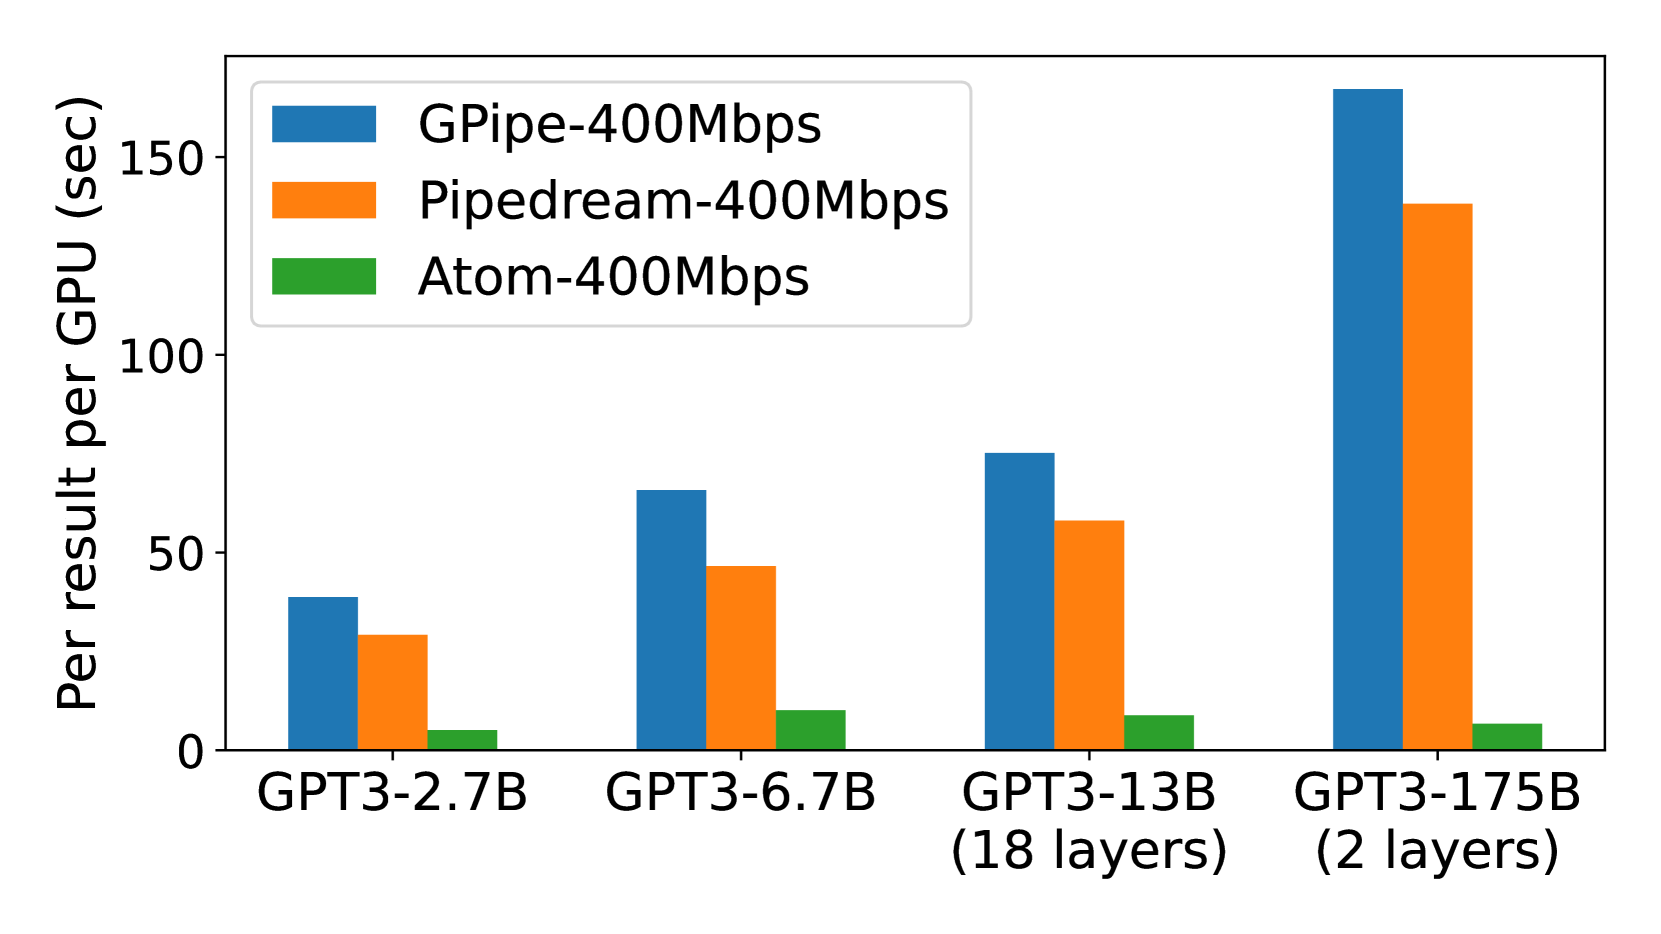 Per result per GPU (sec)
150
100
50
0
GPipe-400Mbps
Pipedream-400Mbps
Atom-400Mbps
GPT3-2.7B
GPT3-6.7B
GPT3-13B
(18 layers)
GPT3-175B
(2 layers)